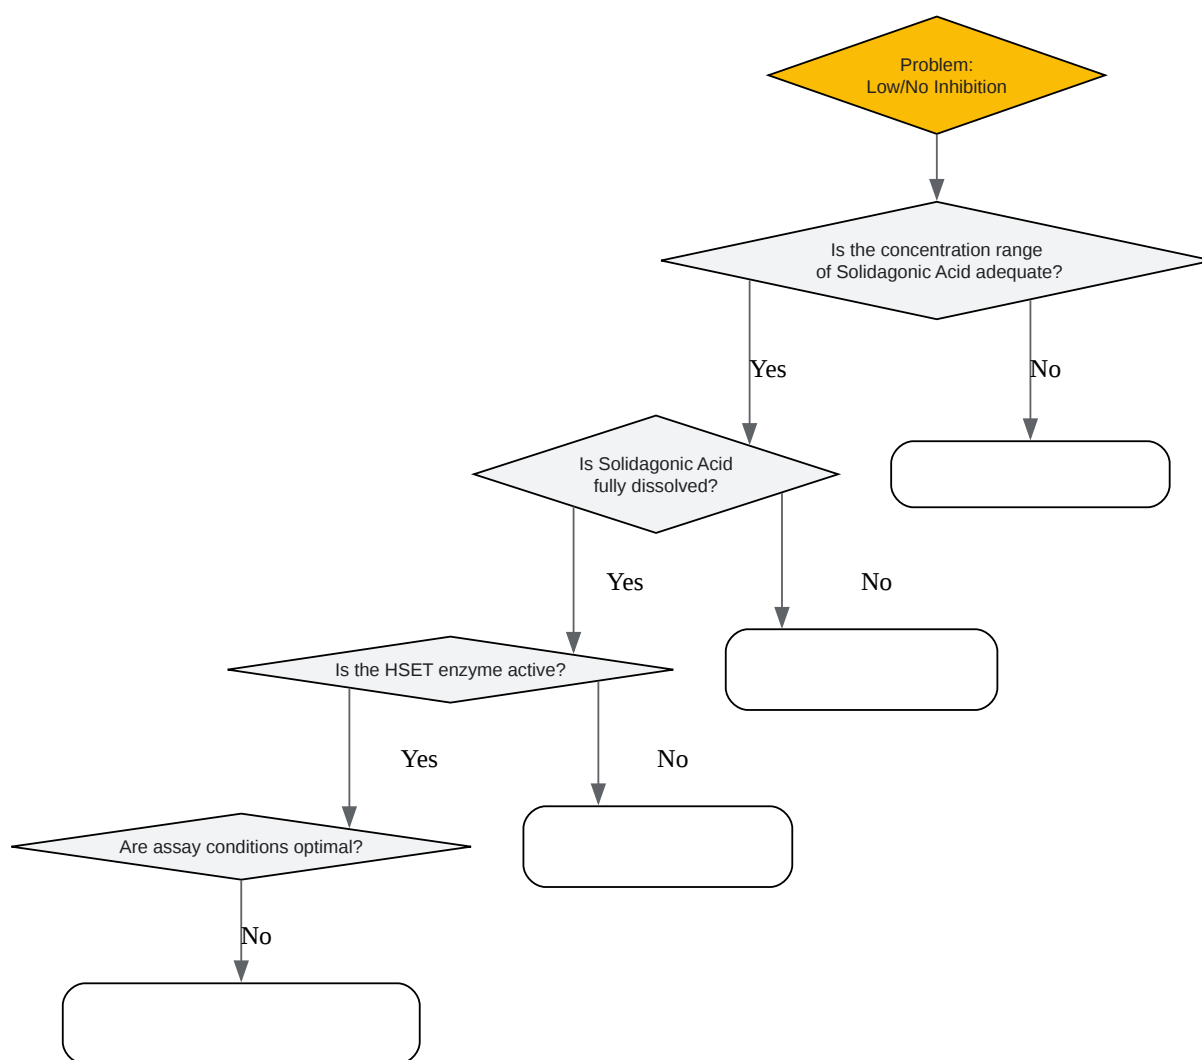 Problem:
Low/No Inhibition
Is the concentration range
of Solidagonic Acid adequate?
Yes
No
Is Solidagonic Acid
fully dissolved?
Yes
No
Is the HSET enzyme active?
Yes
No
Are assay conditions optimal?
No